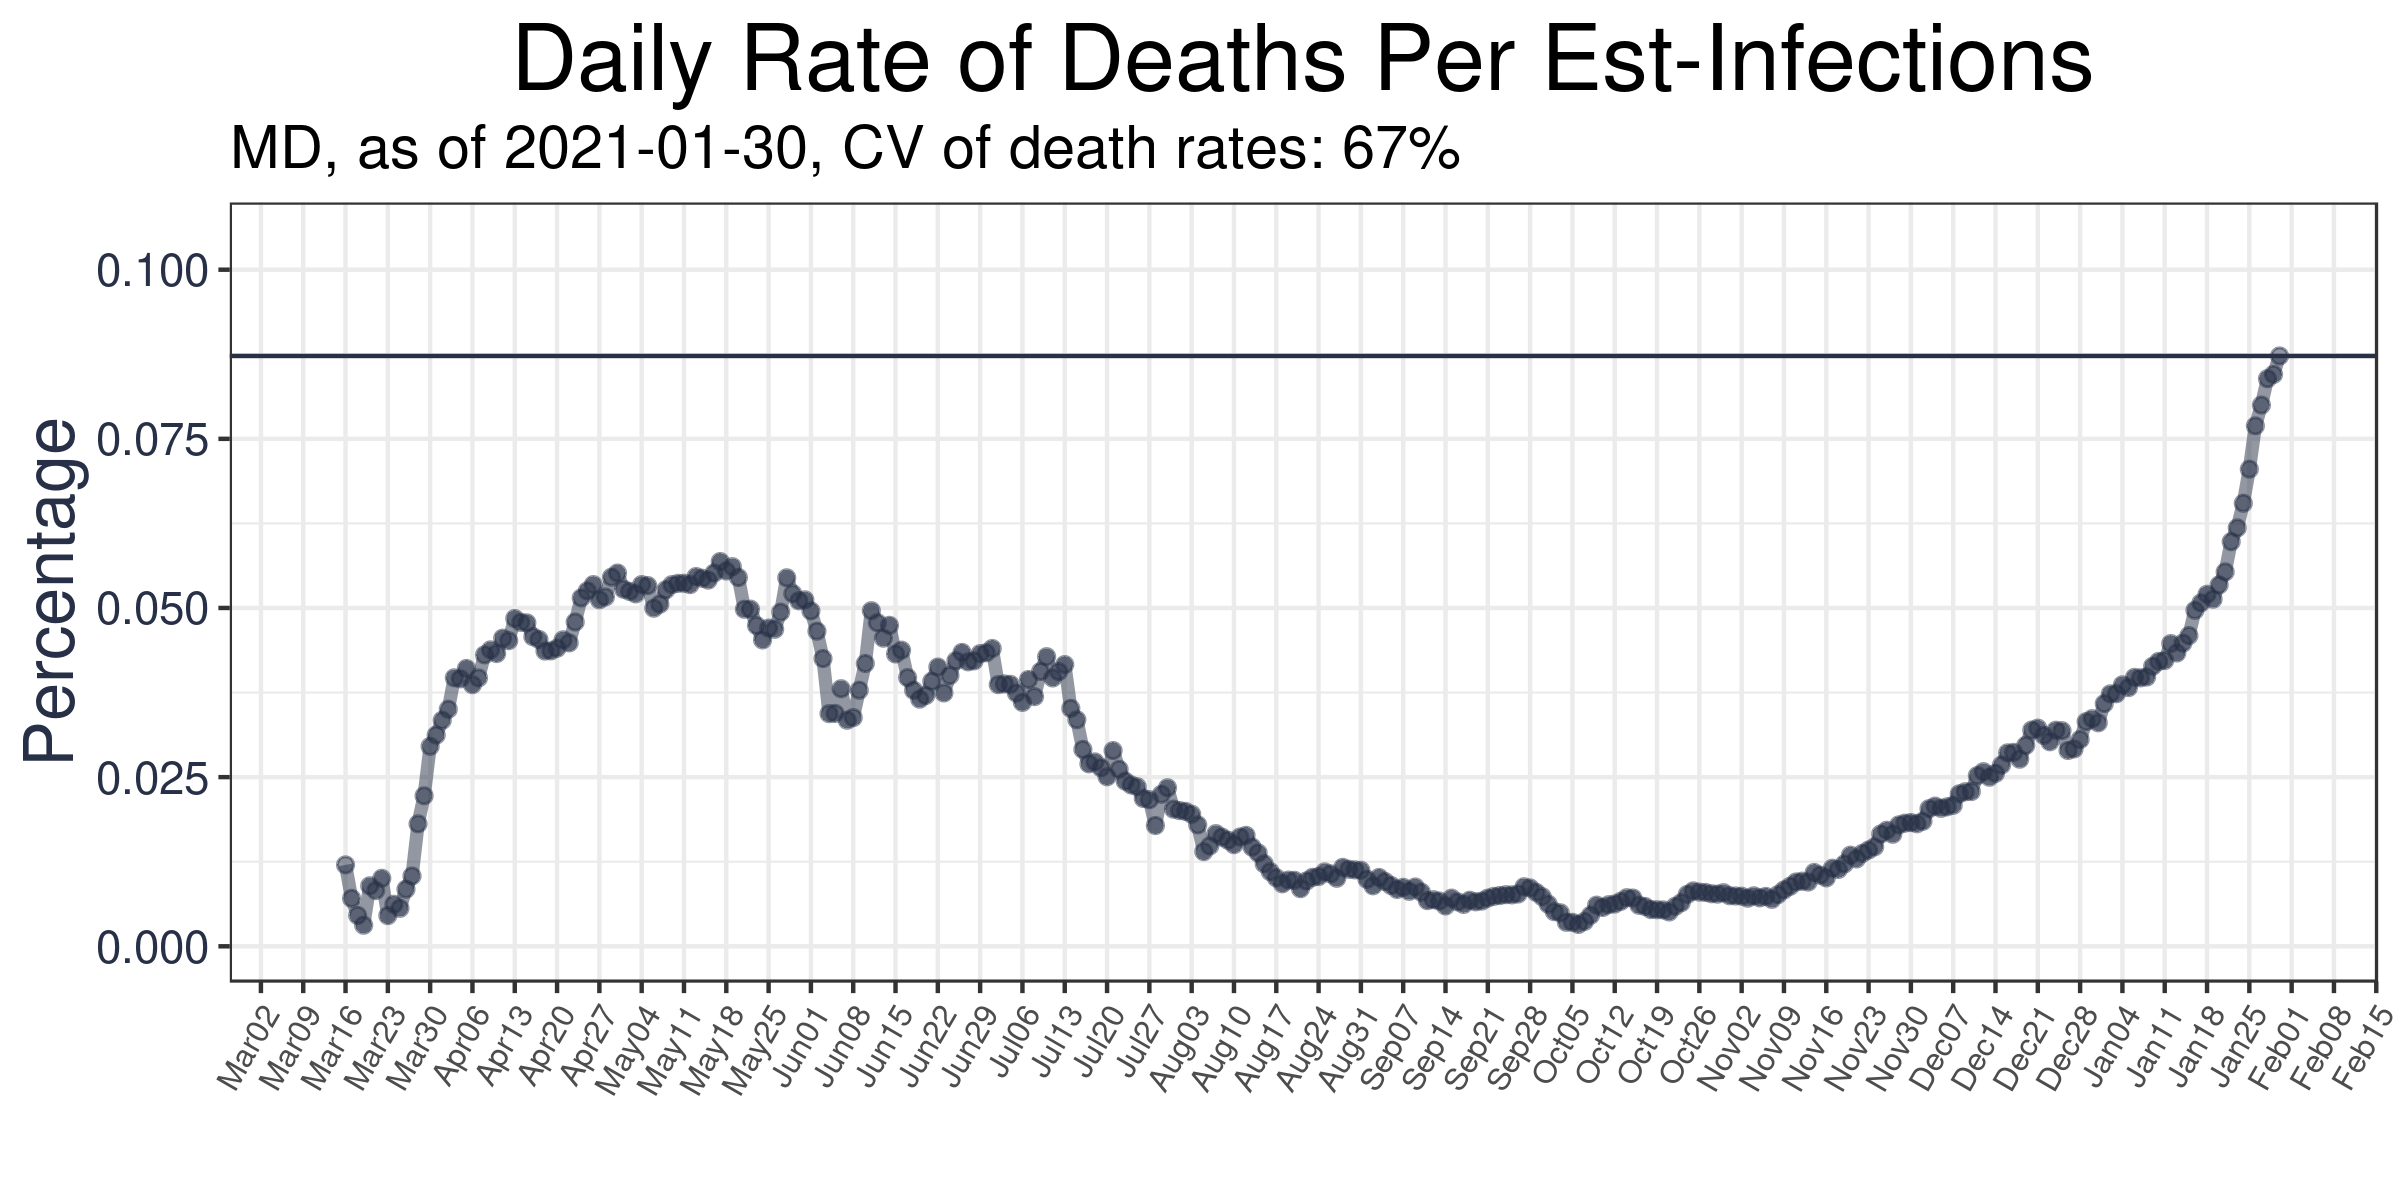 Daily Rate of Deaths Per Est-Infections
MD, as of 2021-01-30, CV of death rates: 67%
Percentage
0.100
0.075
0.050
0.025
0.000
Mar02
Mar09
Mar16
Mar23
Mar30
Apr06
Apr13
Apr20
Apr27
May04
May11
May18
May25
Jun01
Jun08
Jun15
Jun22
Jun29
Jul06
Jul13
Jul20
Jul27
Aug03
Aug10
Aug17
Aug24
Aug31
Sep07
Sep14
Sep21
Sep28
Oct05
Oct12
Oct19
Oct26
Nov02
Nov09
Nov16
Nov23
Nov30
Dec07
Dec14
Dec21
Dec28
Jan04
Jan11
Jan18
Jan25
Feb01
Feb08
Feb15